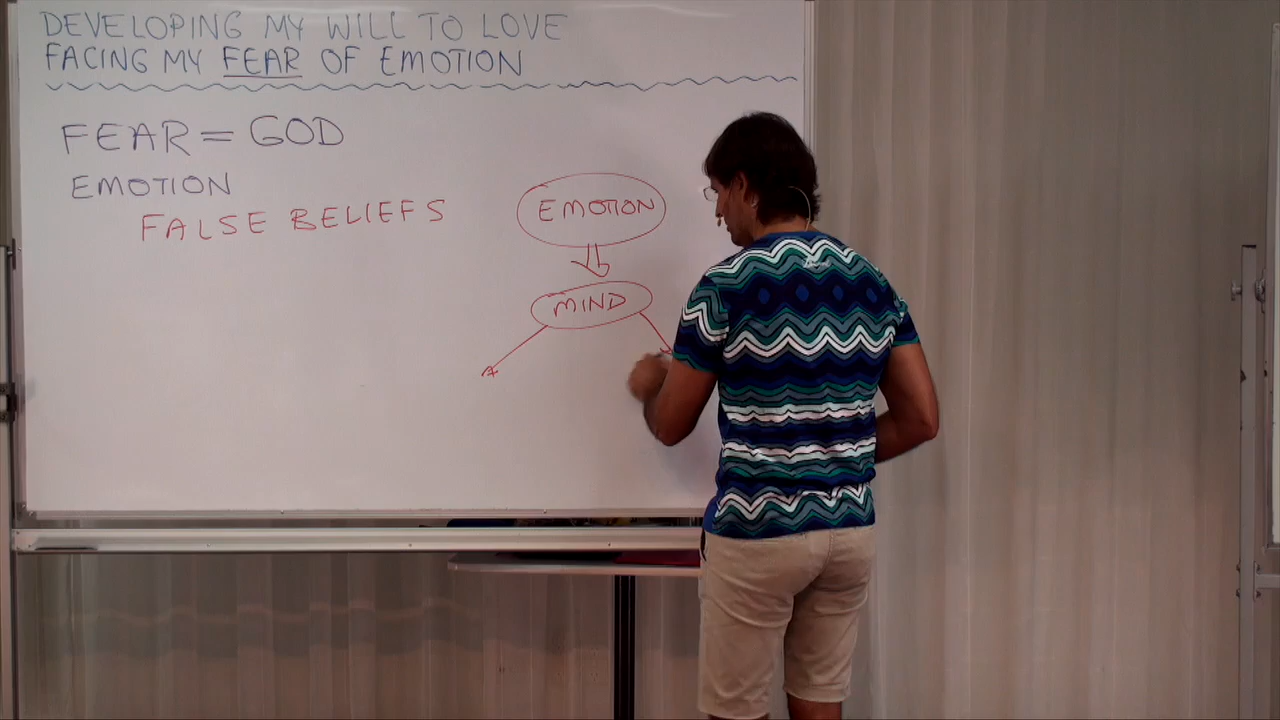 DEVELOPING MY WILL TO LOVE
FACING MY FEAR OF EMOTION
FEAR = GOD
EMOTION
FALSE BELIEFS
EMOTION
MIND